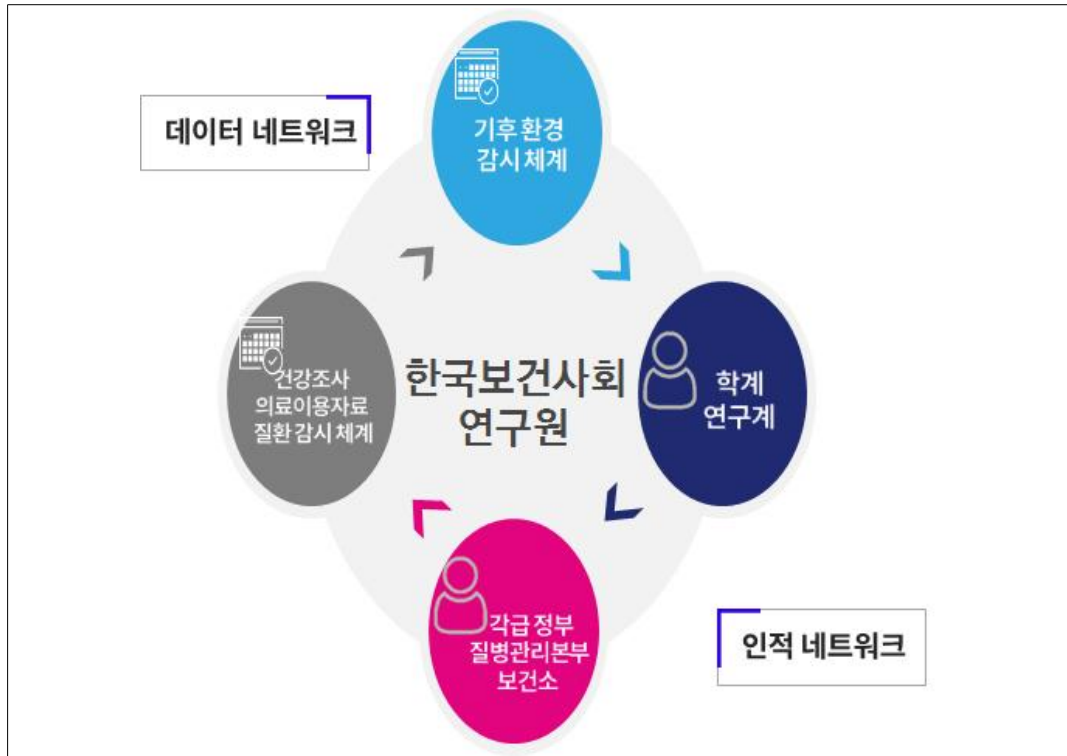 데이터 네트워크
기후 환경
감시 체계
건강조사
의료이용자료
질환 감시 체계
한국보건사회
연구원
학계
연구계
각급 정부
질병관리본부
보건소
인적 네트워크